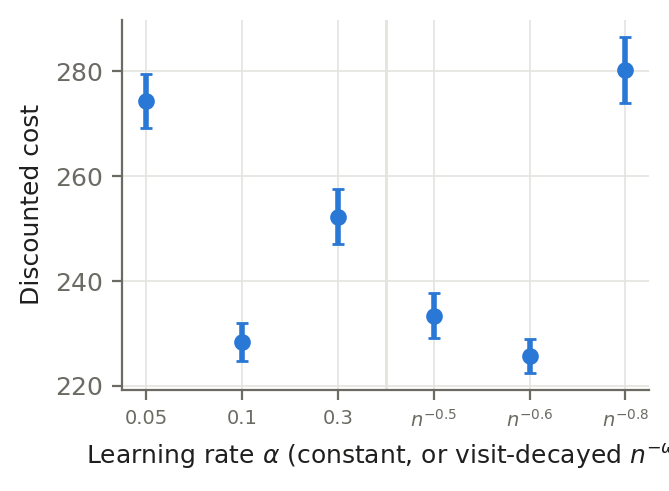 Discounted cost
280
260
240
220
0.05 0.1 0.3 n⁻⁰·⁵ n⁻⁰·⁶ n⁻⁰·⁸
Learning rate α (constant, or visit-decayed n